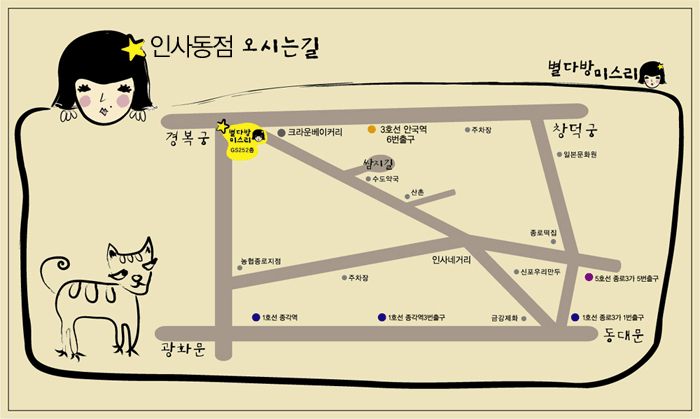 인사동점 오시는길
별다방미스리
경복궁
별다방
미스리
GS25 2층
크라운베이커리
3호선 안국역
6번출구
주차장
창덕궁
일본문화원
쌈지길
수도약국
산촌
종로떡집
인사네거리
농협종로지점
주차장
신포우리만두
5호선 종로3가 5번출구
1호선 종각역
1호선 종각역3번출구
금강제화
1호선 종로3가 1번출구
광화문
동대문